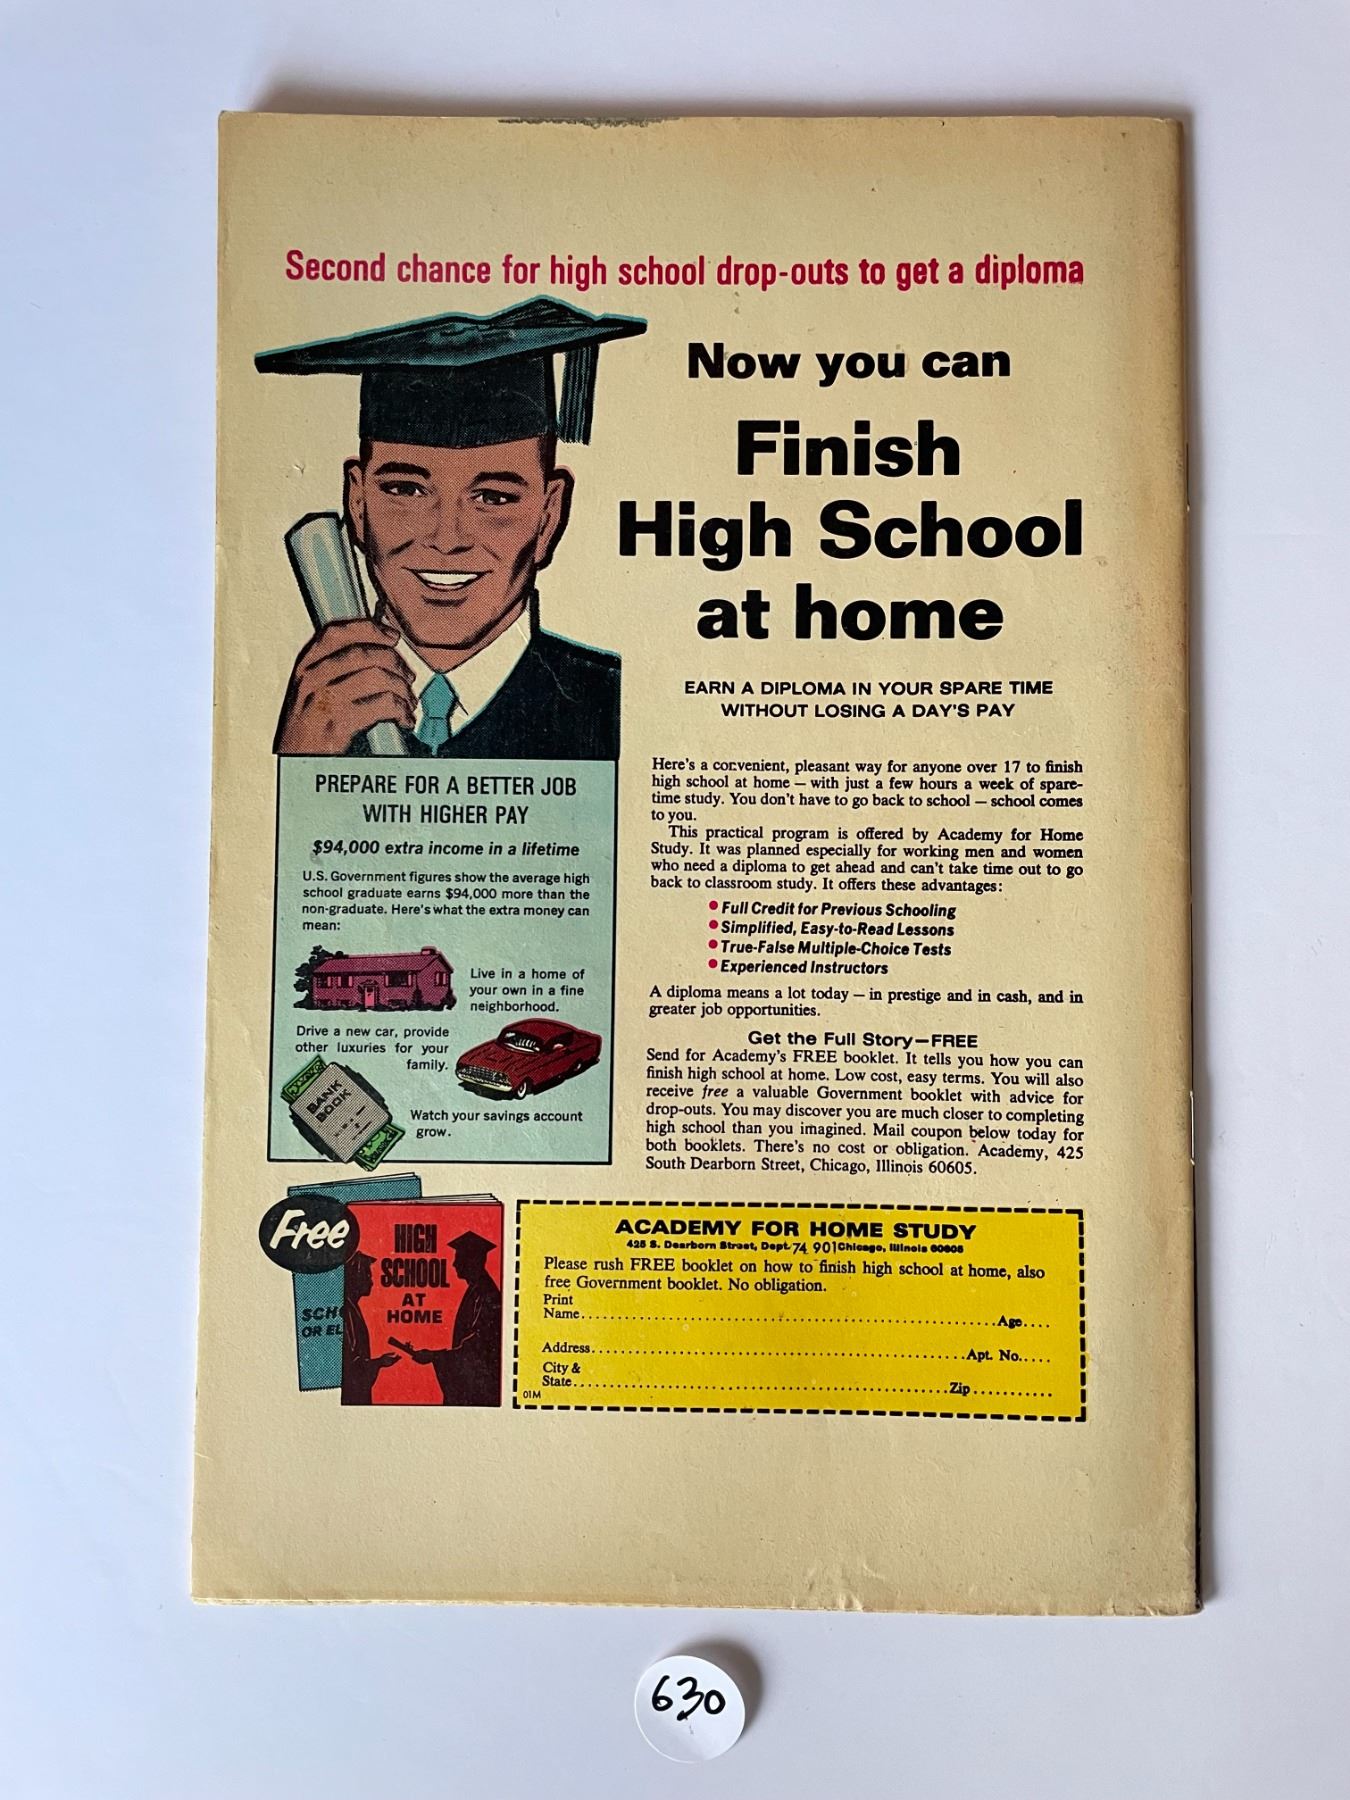 Second chance for high school drop-outs to get a diploma
Now you can
Finish
High School
at home
EARN A DIPLOMA IN YOUR SPARE TIME
WITHOUT LOSING A DAY'S PAY
PREPARE FOR A BETTER JOB
WITH HIGHER PAY
$94,000 extra income in a lifetime
U.S. Government figures show the average high
school graduate earns $94,000 more than the
non-graduate. Here's what the extra money can
mean:
Live in a home of
your own in a fine
neighborhood.
Drive a new car, provide
other luxuries for your
family.
BANK
BOOK
Watch your savings account
grow.
Here's a convenient, pleasant way for anyone over 17 to finish
high school at home — with just a few hours a week of spare-
time study. You don't have to go back to school — school comes
to you.
This practical program is offered by Academy for Home
Study. It was planned especially for working men and women
who need a diploma to get ahead and can't take time out to go
back to classroom study. It offers these advantages:
• Full Credit for Previous Schooling
• Simplified, Easy-to-Read Lessons
• True-False Multiple-Choice Tests
• Experienced Instructors
A diploma means a lot today — in prestige and in cash, and in
greater job opportunities.
Get the Full Story—FREE
Send for Academy's FREE booklet. It tells you how you can
finish high school at home. Low cost, easy terms. You will also
receive free a valuable Government booklet with advice for
drop-outs. You may discover you are much closer to completing
high school than you imagined. Mail coupon below today for
both booklets. There's no cost or obligation. Academy, 425
South Dearborn Street, Chicago, Illinois 60605.
Free
SCH
OR EL
HIGH
SCHOOL
AT
HOME
ACADEMY FOR HOME STUDY
425 S. Dearborn Street, Dept. 74 901 Chicago, Illinois 60605
Please rush FREE booklet on how to finish high school at home, also
free Government booklet. No obligation.
Print
Name.....Age....
Address.....Apt. No.....
City &
State.....Zip.....
01M
630